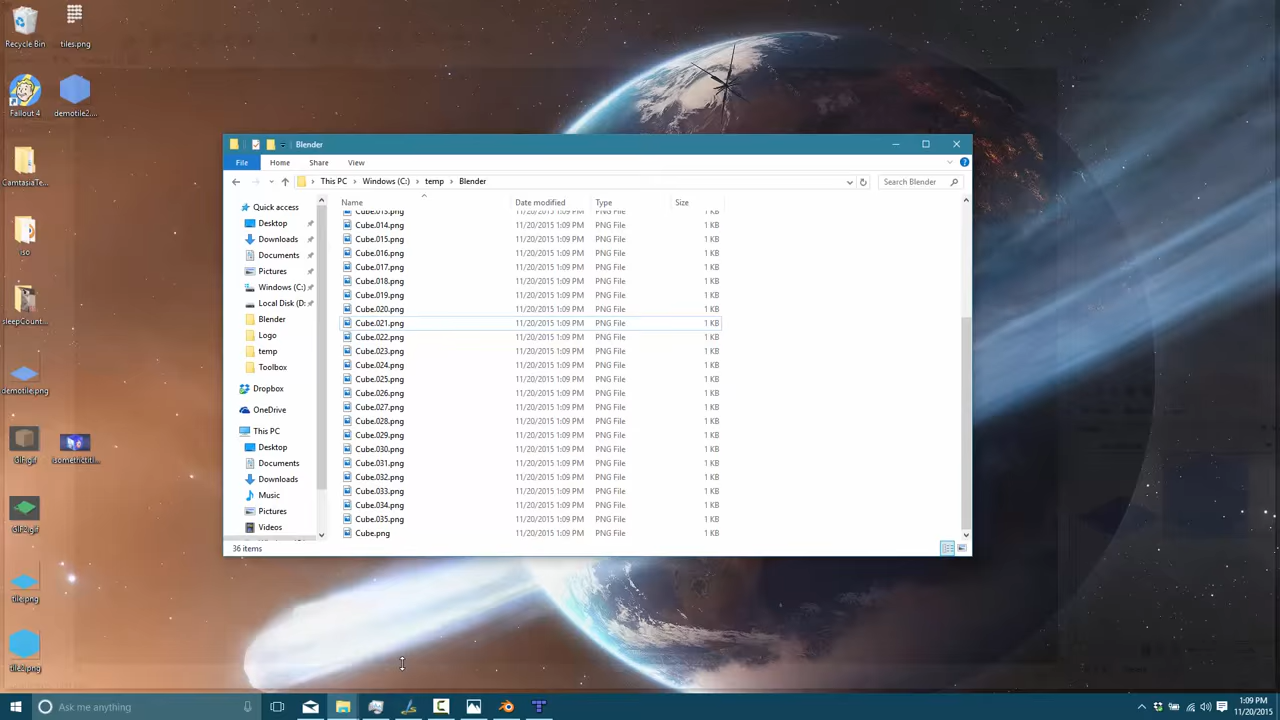 Recycle Bin
tiles.png
Fallout 4
demotile2....
CamtasiaTe...
iso
sleepCount...
demotile.png
GIF.gif
isometrictitl...
GIF2.gif
tile.png
tile2.png
Blender
File Home Share View
This PC Windows (C:) temp Blender
Search Blender
Name Date modified Type Size
Quick access
Desktop
Downloads
Documents
Pictures
Windows (C:)
Local Disk (D:
Blender
Logo
temp
Toolbox
Dropbox
OneDrive
This PC
Desktop
Documents
Downloads
Music
Pictures
Videos
Cube.013.png 11/20/2015 1:09 PM PNG File 1 KB
Cube.014.png 11/20/2015 1:09 PM PNG File 1 KB
Cube.015.png 11/20/2015 1:09 PM PNG File 1 KB
Cube.016.png 11/20/2015 1:09 PM PNG File 1 KB
Cube.017.png 11/20/2015 1:09 PM PNG File 1 KB
Cube.018.png 11/20/2015 1:09 PM PNG File 1 KB
Cube.019.png 11/20/2015 1:09 PM PNG File 1 KB
Cube.020.png 11/20/2015 1:09 PM PNG File 1 KB
Cube.021.png 11/20/2015 1:09 PM PNG File 1 KB
Cube.022.png 11/20/2015 1:09 PM PNG File 1 KB
Cube.023.png 11/20/2015 1:09 PM PNG File 1 KB
Cube.024.png 11/20/2015 1:09 PM PNG File 1 KB
Cube.025.png 11/20/2015 1:09 PM PNG File 1 KB
Cube.026.png 11/20/2015 1:09 PM PNG File 1 KB
Cube.027.png 11/20/2015 1:09 PM PNG File 1 KB
Cube.028.png 11/20/2015 1:09 PM PNG File 1 KB
Cube.029.png 11/20/2015 1:09 PM PNG File 1 KB
Cube.030.png 11/20/2015 1:09 PM PNG File 1 KB
Cube.031.png 11/20/2015 1:09 PM PNG File 1 KB
Cube.032.png 11/20/2015 1:09 PM PNG File 1 KB
Cube.033.png 11/20/2015 1:09 PM PNG File 1 KB
Cube.034.png 11/20/2015 1:09 PM PNG File 1 KB
Cube.035.png 11/20/2015 1:09 PM PNG File 1 KB
Cube.png 11/20/2015 1:09 PM PNG File 1 KB
36 items
Ask me anything
1:09 PM
11/20/2015